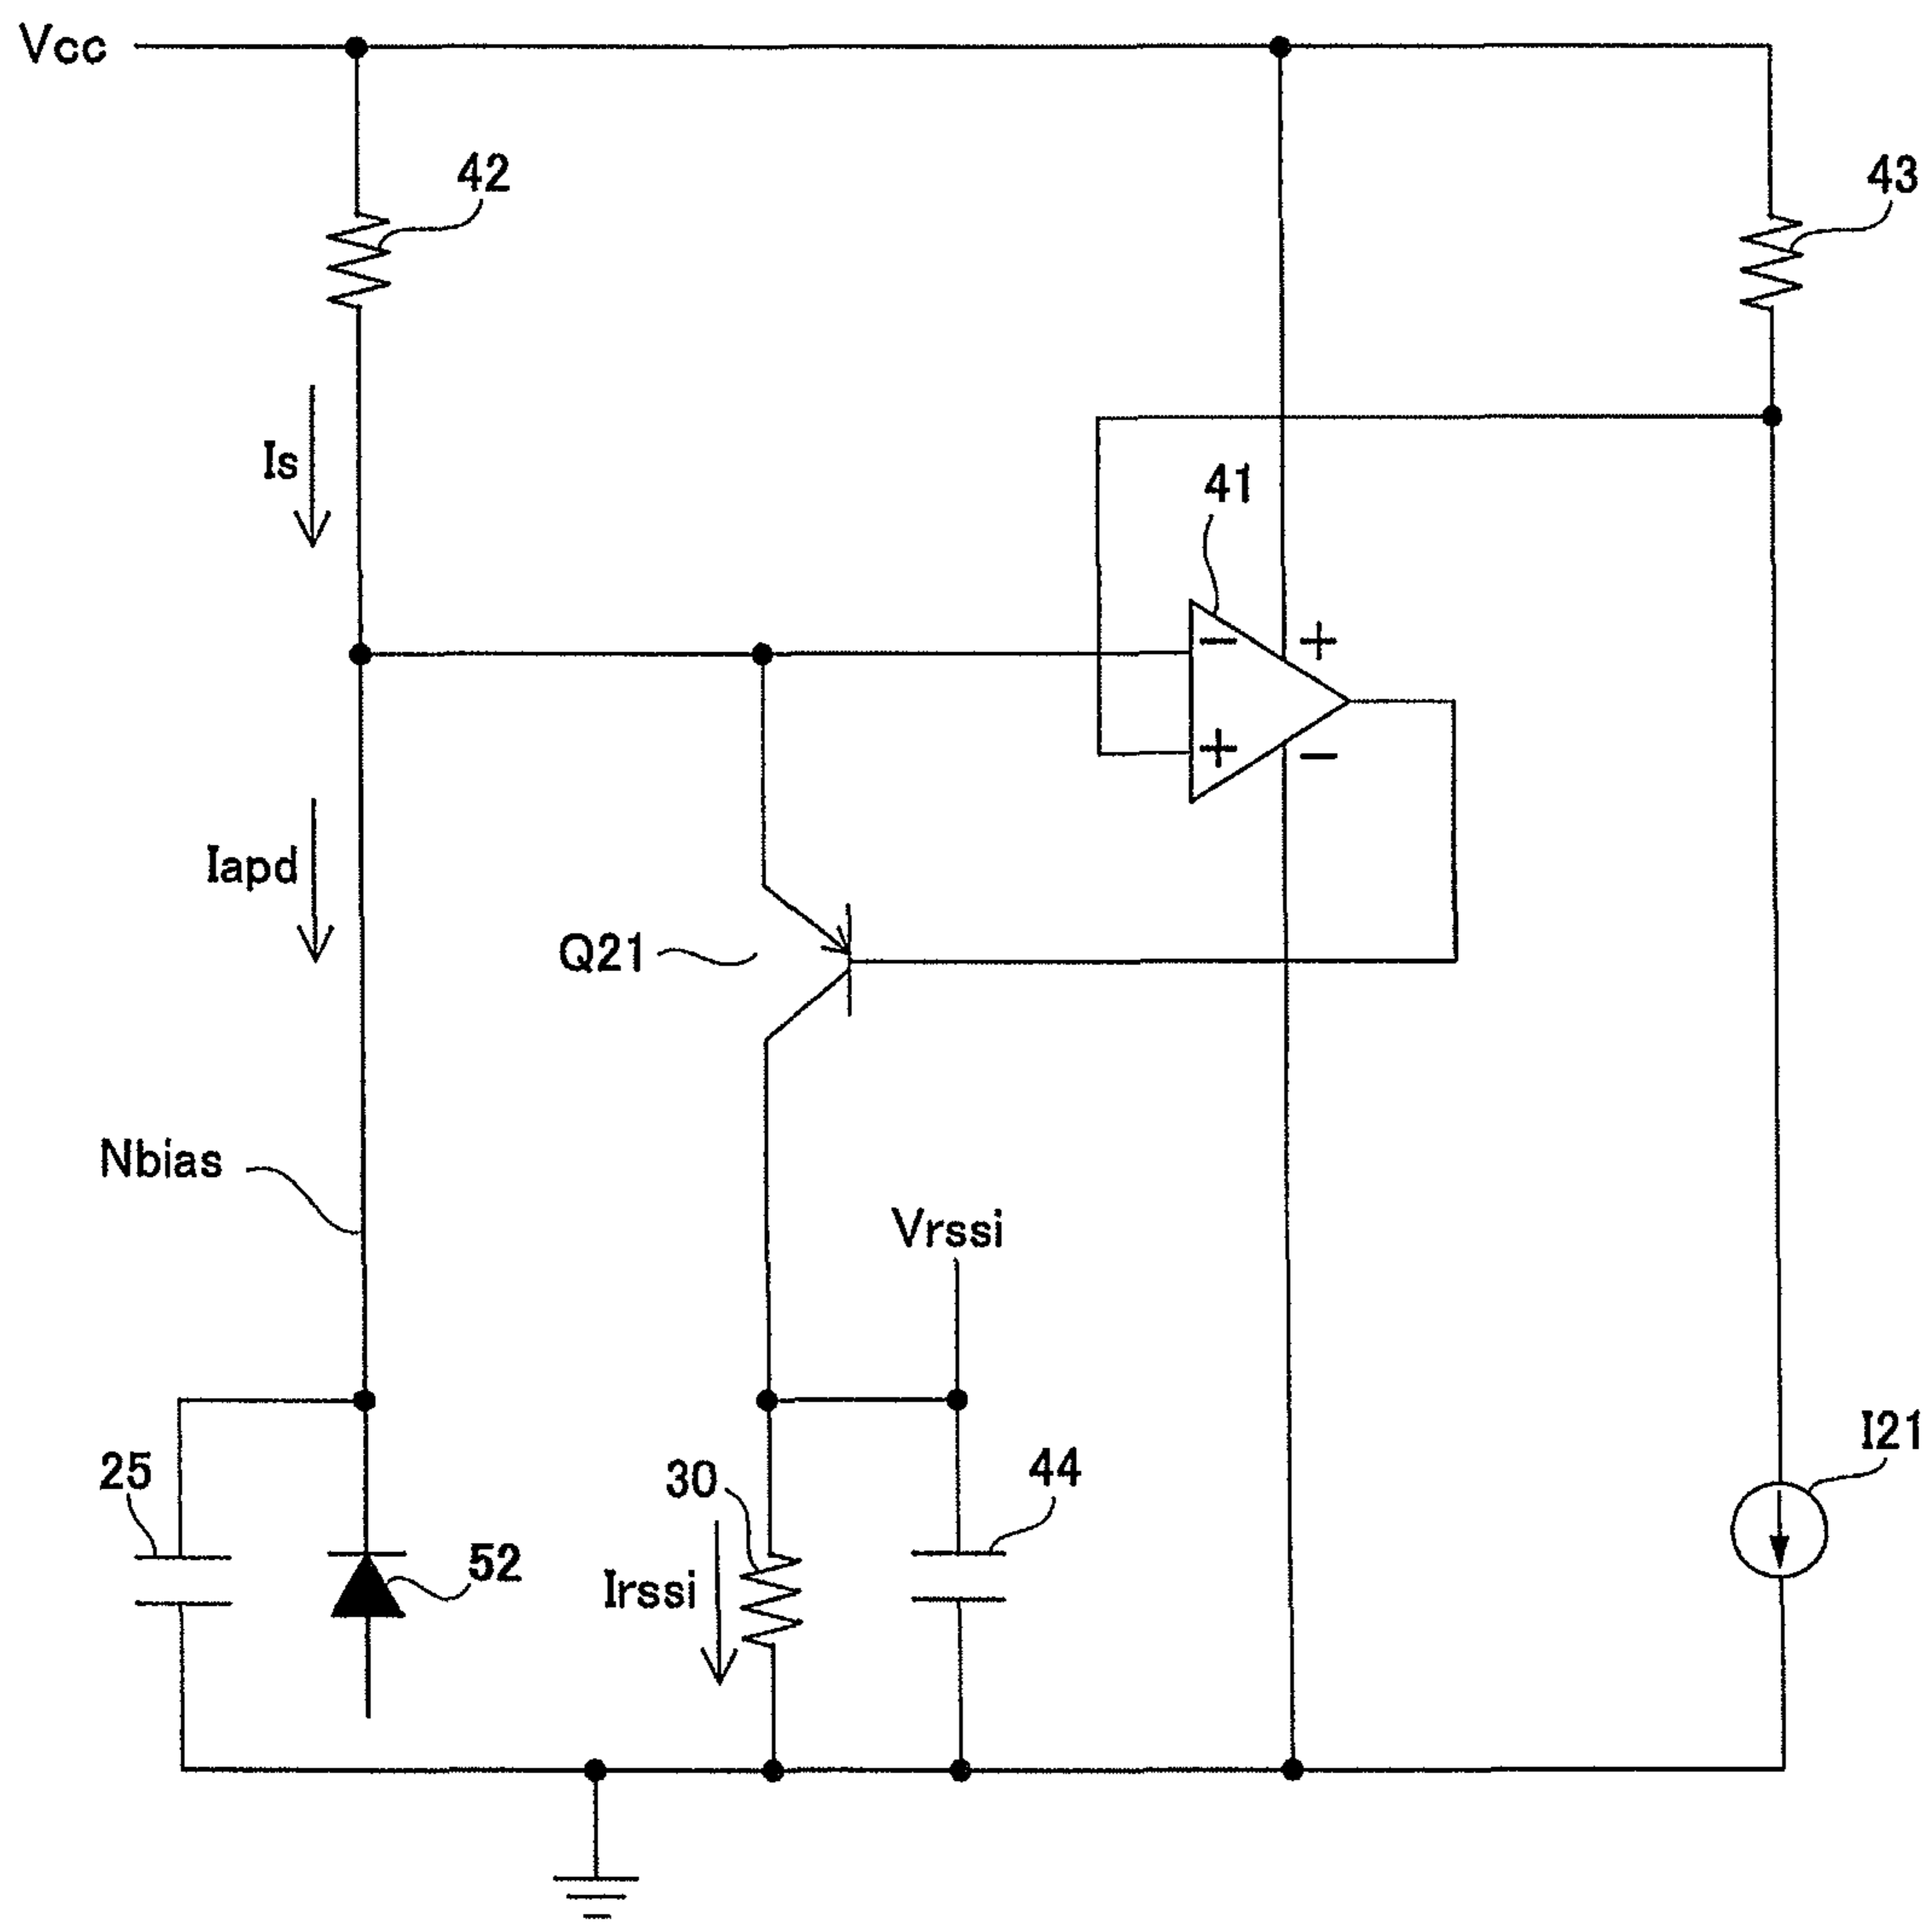 Vcc
42
43
Is
41
− +
+ −
Iapd
Q21
Nbias
Vrssi
I21
25
30
44
52
Irssi